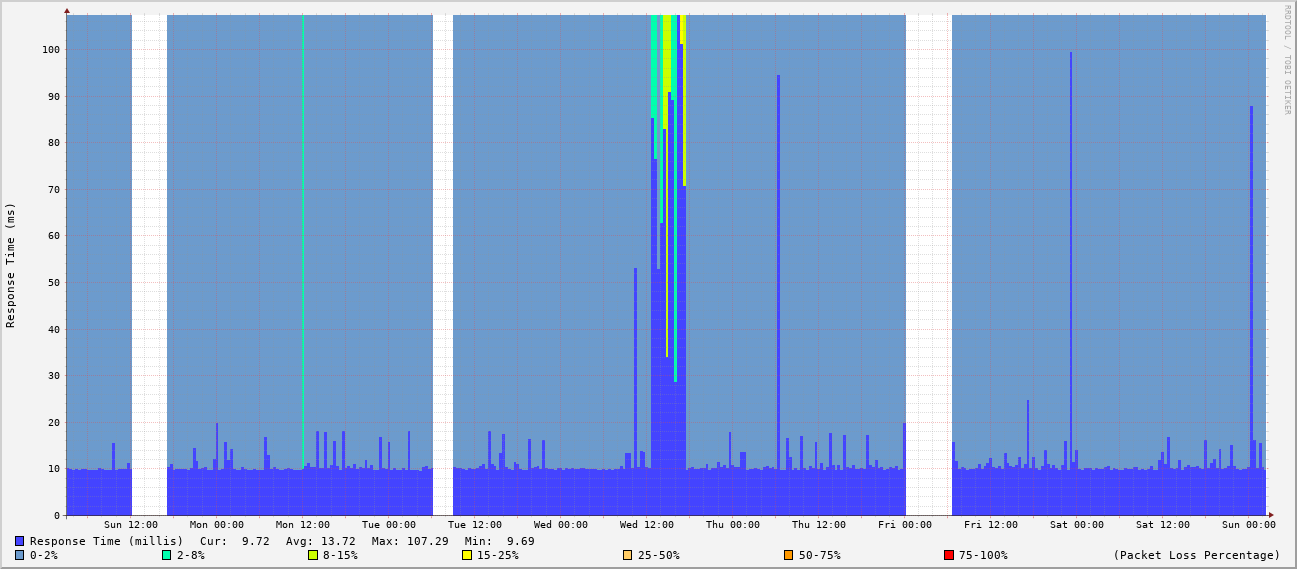 RRDTOOL / TOBI OETIKER
Response Time (ms)
100
90
80
70
60
50
40
30
20
10
0
Sun 12:00 Mon 00:00 Mon 12:00 Tue 00:00 Tue 12:00 Wed 00:00 Wed 12:00 Thu 00:00 Thu 12:00 Fri 00:00 Fri 12:00 Sat 00:00 Sat 12:00 Sun 00:00
Response Time (millis) Cur: 9.72 Avg: 13.72 Max: 107.29 Min: 9.69
0-2% 2-8% 8-15% 15-25% 25-50% 50-75% 75-100% (Packet Loss Percentage)